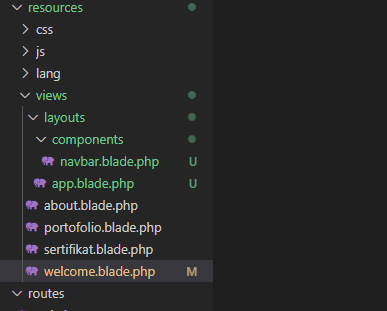 resources
css
js
lang
views
layouts
components
navbar.blade.php U
app.blade.php U
about.blade.php
portofolio.blade.php
sertifikat.blade.php
welcome.blade.php M
routes